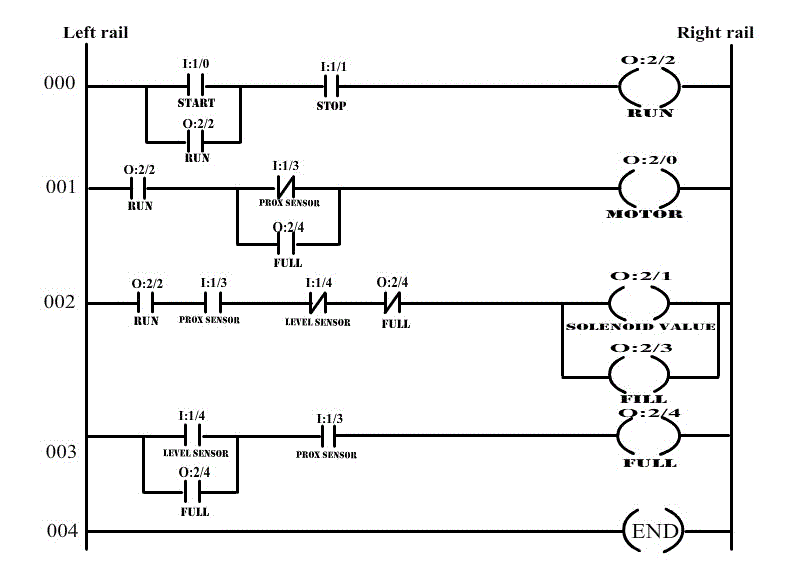 Left rail Right rail
I:1/0 I:1/1 O:2/2
000
START STOP RUN
O:2/2
RUN
O:2/2 I:1/3 O:2/0
001
RUN PROX SENSOR MOTOR
O:2/4
FULL
O:2/2 I:1/3 I:1/4 O:2/4 O:2/1
002
RUN PROX SENSOR LEVEL SENSOR FULL SOLENOID VALUE
O:2/3
FILL
I:1/4 I:1/3 O:2/4
003
LEVEL SENSOR PROX SENSOR FULL
O:2/4
FULL
004 END